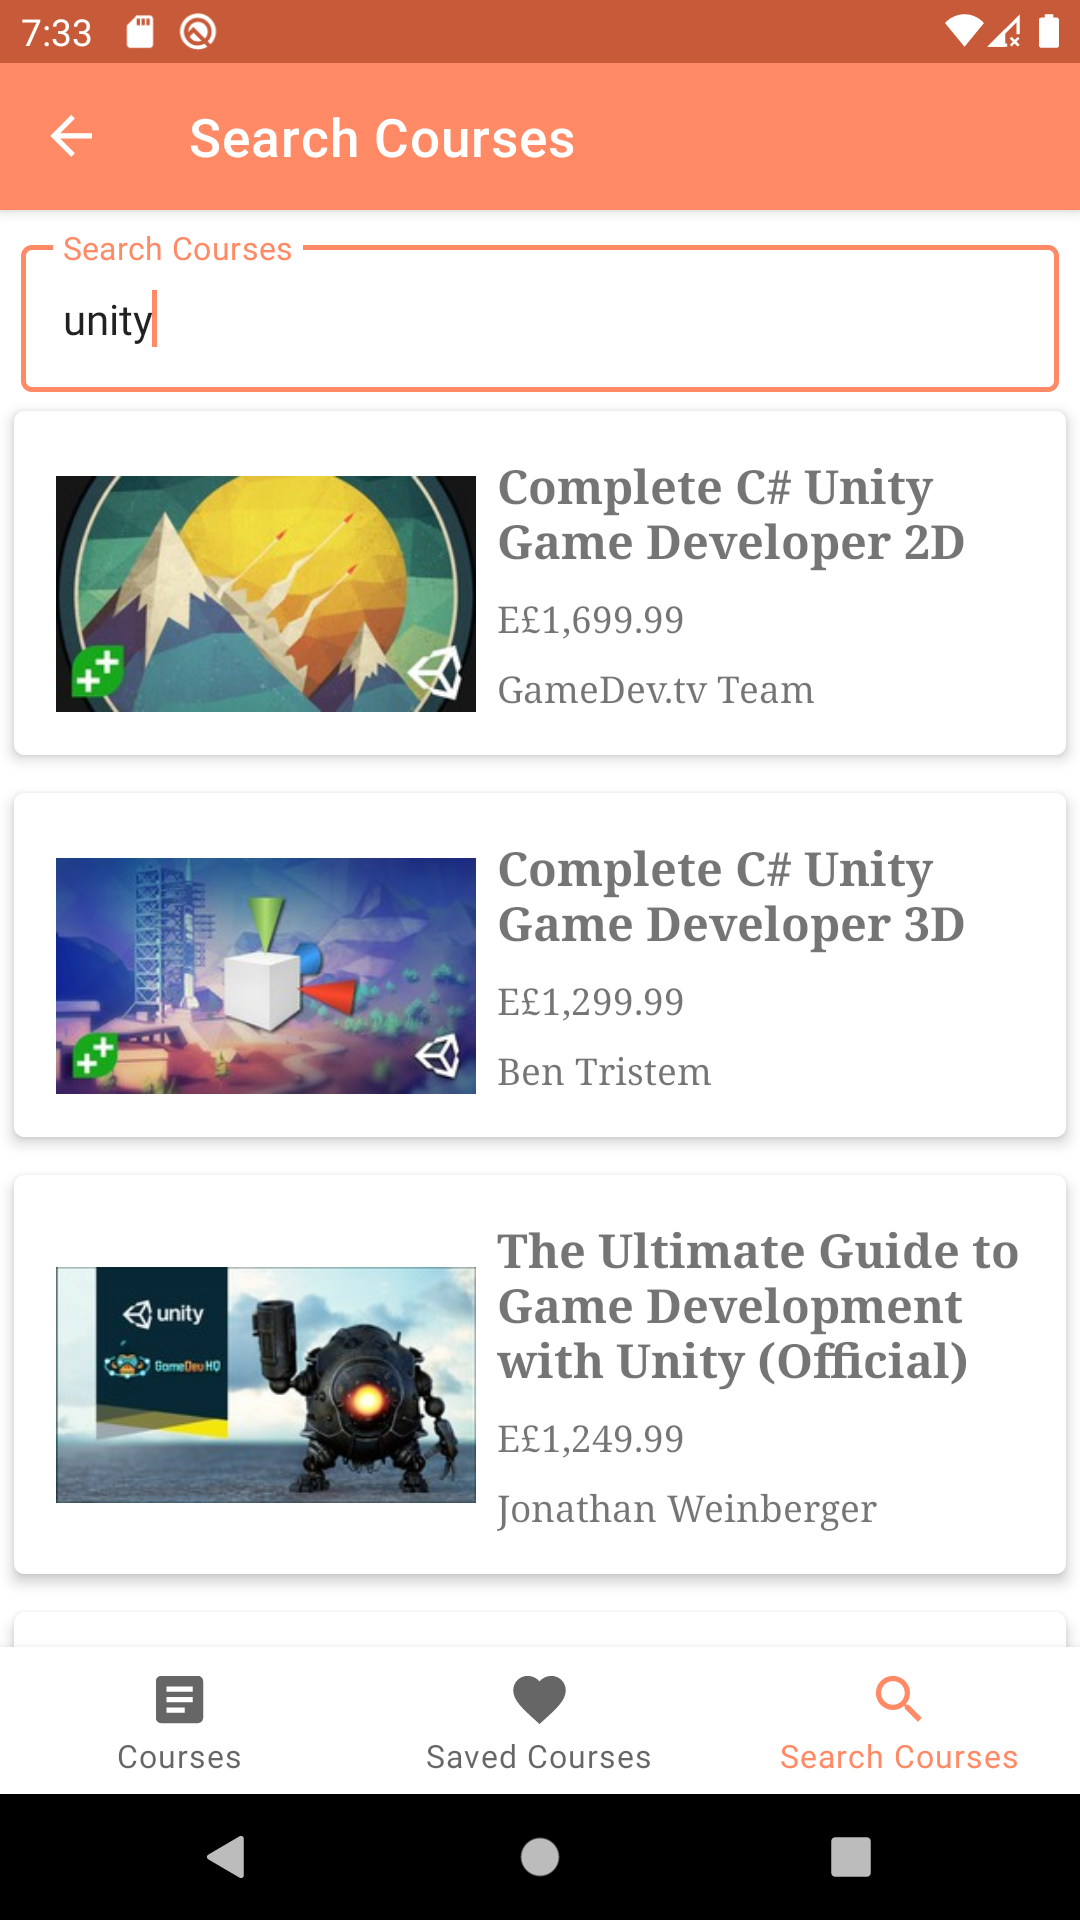 7:33
Search Courses
Search Courses
unity
Complete C# Unity
Game Developer 2D
E£1,699.99
GameDev.tv Team
Complete C# Unity
Game Developer 3D
E£1,299.99
Ben Tristem
unity
GameDevHQ
The Ultimate Guide to
Game Development
with Unity (Official)
E£1,249.99
Jonathan Weinberger
Courses
Saved Courses
Search Courses